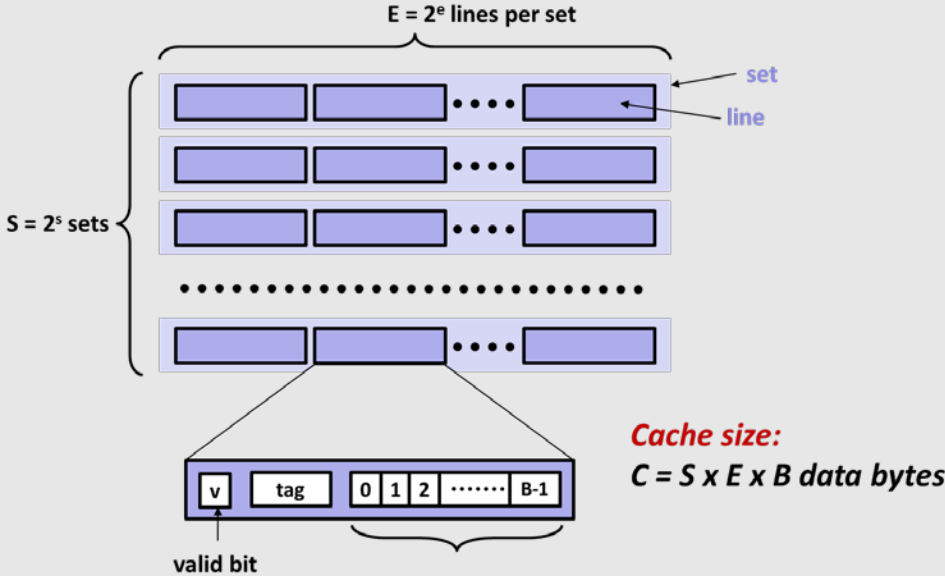 E = 2ᵉ lines per set
set
line
S = 2ˢ sets
Cache size:
C = S x E x B data bytes
v
tag
0
1
2
B-1
valid bit